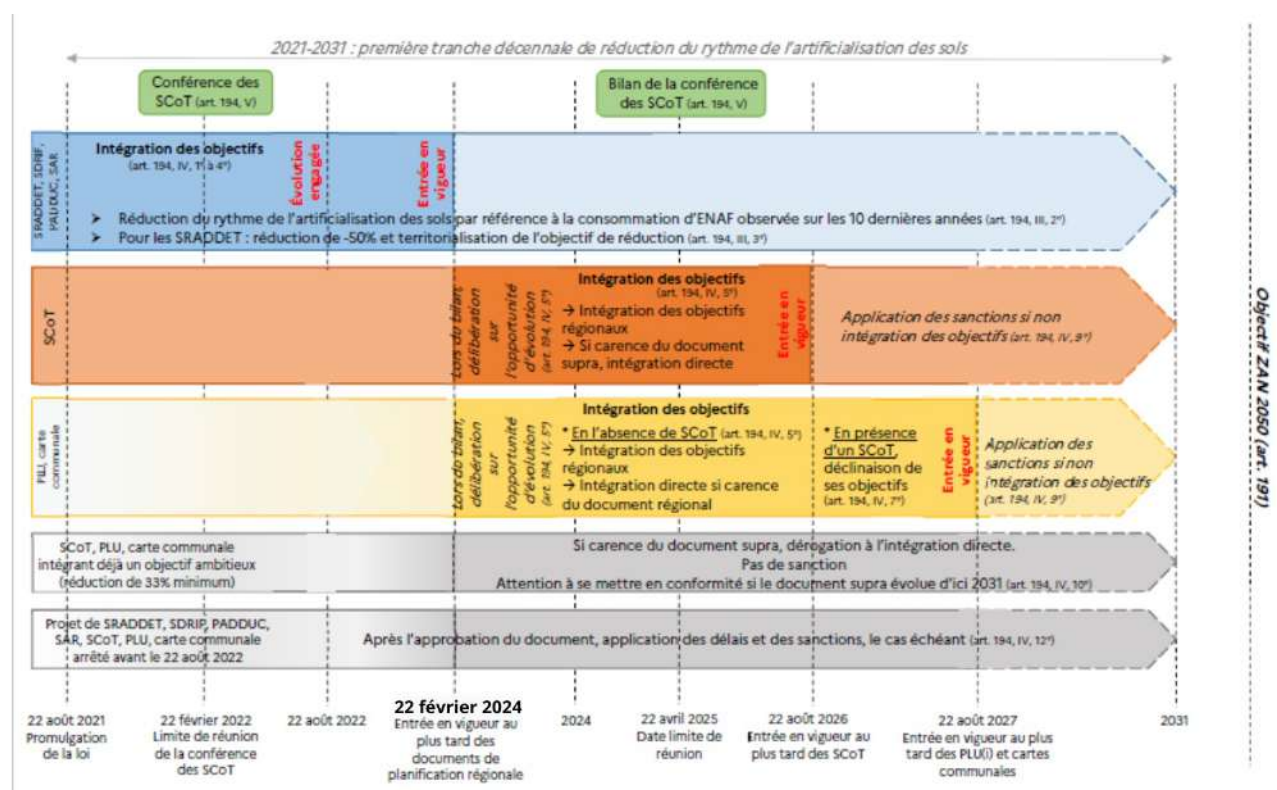 2021-2031 : première tranche décennale de réduction du rythme de l'artificialisation des sols
Conférence des
SCoT (art. 194, V)
Bilan de la conférence
des SCoT (art. 194, V)
SRADDET, SDRIF,
PADDUC, SAR
Intégration des objectifs
(art. 194, IV, 1° à 4°)
Évolution
engagée
Entrée en
vigueur
➤ Réduction du rythme de l'artificialisation des sols par référence à la consommation d'ENAF observée sur les 10 dernières années (art. 194, III, 2°)
➤ Pour les SRADDET : réduction de -50% et territorialisation de l'objectif de réduction (art. 194, III, 3°)
SCoT
Lors du bilan,
délibération
sur
l'opportunité
d'évolution
(art. 194, IV, 5°)
Intégration des objectifs
(art. 194, IV, 5°)
→ Intégration des objectifs
régionaux
→ Si carence du document
supra, intégration directe
Entrée en
vigueur
Application des sanctions si non
intégration des objectifs (art. 194, IV, 9°)
PLU, carte
communale
Lors do bilan,
délibération
sur
l'opportunité
d'évolution
(art. 194, IV, 5°)
Intégration des objectifs
* En l'absence de SCoT (art. 194, IV, 5°)
→ Intégration des objectifs
régionaux
→ Intégration directe si carence
du document régional
* En présence
d'un SCoT,
déclinaison de
ses objectifs
(art. 194, IV, 7°)
Entrée en
vigueur
Application des
sanctions si non
intégration des objectifs
(art. 194, IV, 9°)
SCoT, PLU, carte communale
intégrant déjà un objectif ambitieux
(réduction de 33% minimum)
Si carence du document supra, dérogation à l'intégration directe.
Pas de sanction
Attention à se mettre en conformité si le document supra évolue d'ici 2031 (art. 194, IV, 10°)
Projet de SRADDET, SDRIF, PADDUC,
SAR, SCoT, PLU, carte communale
arrêté avant le 22 août 2022
Après l'approbation du document, application des délais et des sanctions, le cas échéant (art. 194, IV, 12°)
22 août 2021
Promulgation
de la loi
22 février 2022
Limite de réunion
de la conférence
des SCoT
22 août 2022
22 février 2024
Entrée en vigueur au
plus tard des
documents de
planification régionale
2024
22 avril 2025
Date limite de
réunion
22 août 2026
Entrée en vigueur au
plus tard des SCoT
22 août 2027
Entrée en vigueur au plus
tard des PLU(i) et cartes
communales
2031
Objectif ZAN 2050 (art. 191)